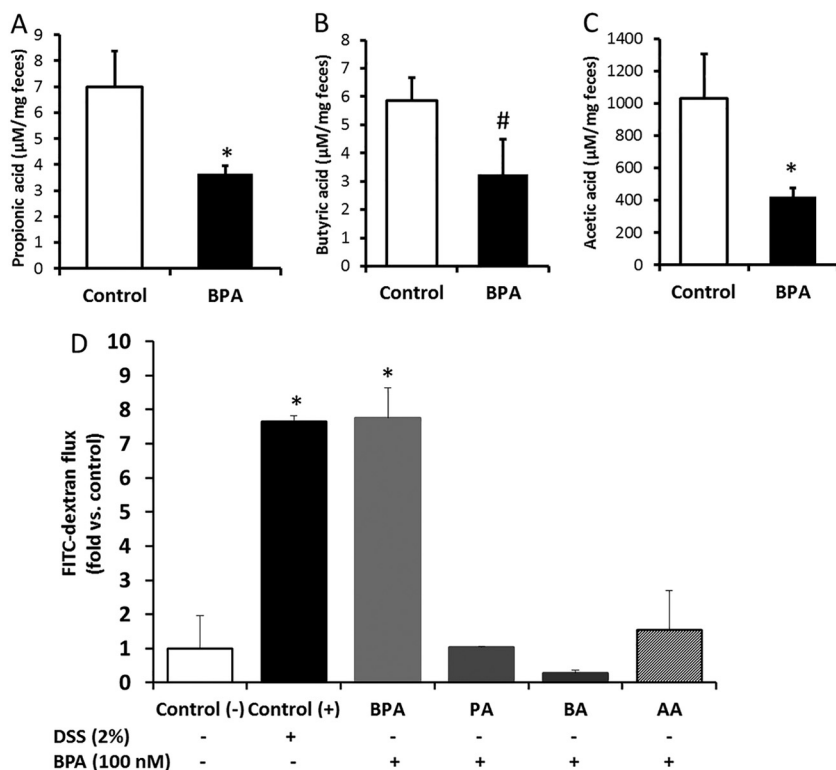 A
Propionic acid (µM/mg feces)
9
8
7
6
5
4
3
2
1
0
*
Control BPA
B
Butyric acid (µM/mg feces)
8
7
6
5
4
3
2
1
0
#
Control BPA
C
Acetic acid (µM/mg feces)
1400
1200
1000
800
600
400
200
0
*
Control BPA
D
FITC-dextran flux
(fold vs. control)
10
9
8
7
6
5
4
3
2
1
0
* *
Control (-) Control (+) BPA PA BA AA
DSS (2%) - + - - - -
BPA (100 nM) - - + + + +